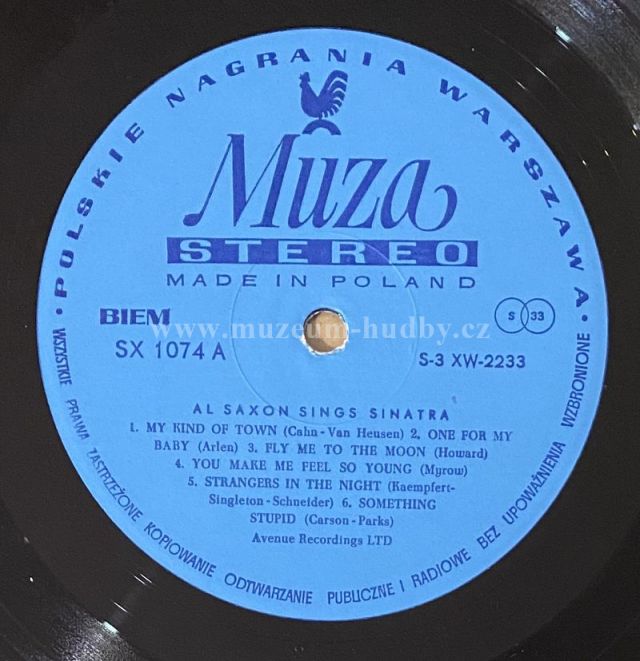 • POLSKIE NAGRANIA WARSZAWA •
Muza
STEREO
MADE IN POLAND
BIEM
S 33
www.muzeum-hudby.cz
SX 1074 A
S-3 XW-2233
AL SAXON SINGS SINATRA
1. MY KIND OF TOWN (Cahn-Van Heusen) 2. ONE FOR MY
BABY (Arlen) 3. FLY ME TO THE MOON (Howard)
4. YOU MAKE ME FEEL SO YOUNG (Myrow)
5. STRANGERS IN THE NIGHT (Kaempfert-
Singleton-Schneider) 6. SOMETHING
STUPID (Carson-Parks)
Avenue Recordings LTD
WSZYSTKIE PRAWA ZASTRZEŻONE KOPIOWANIE ODTWARZANIE PUBLICZNE I RADIOWE BEZ UPOWAŻNIENIA WZBRONIONE